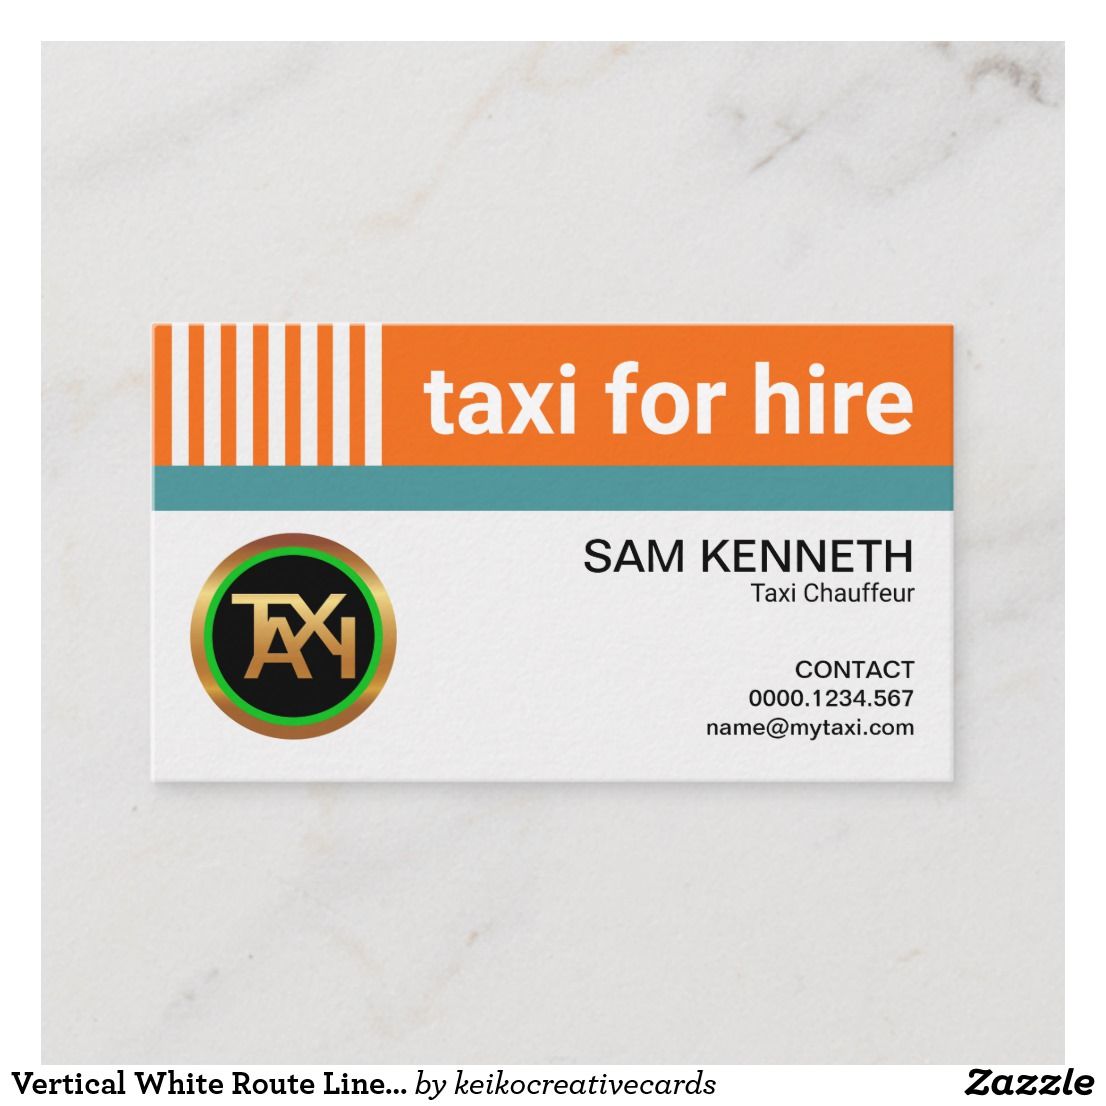 taxi for hire
TAXI
SAM KENNETH
Taxi Chauffeur
CONTACT
0000.1234.567
name@mytaxi.com
Vertical White Route Line... by keikocreativecards
Zazzle